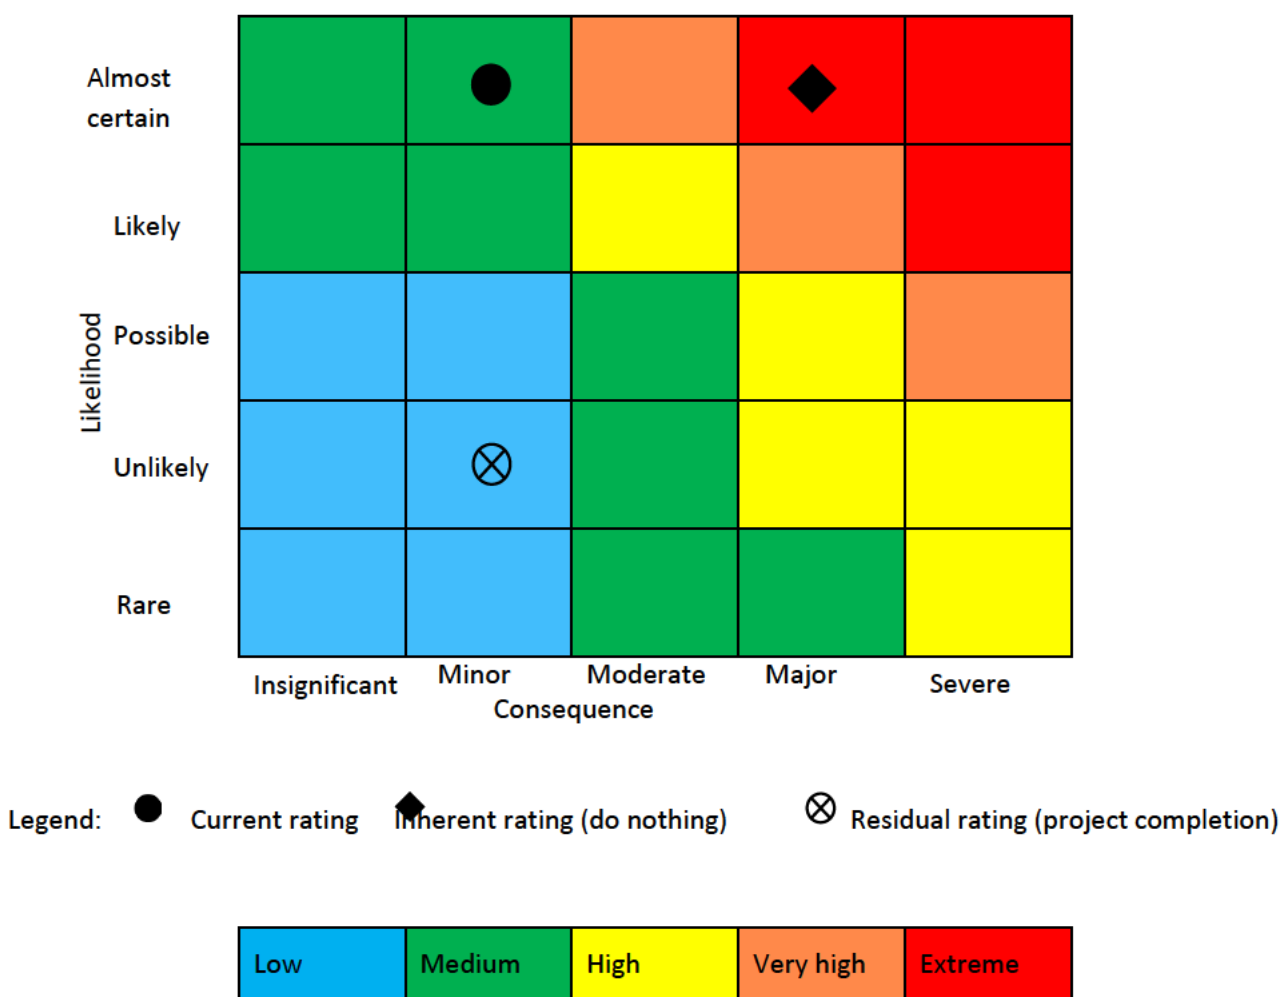 Almost
certain
Likely
Likelihood
Possible
Unlikely
Rare
Insignificant
Minor
Moderate
Major
Severe
Consequence
Legend: Current rating Inherent rating (do nothing) Residual rating (project completion)
Low Medium High Very high Extreme